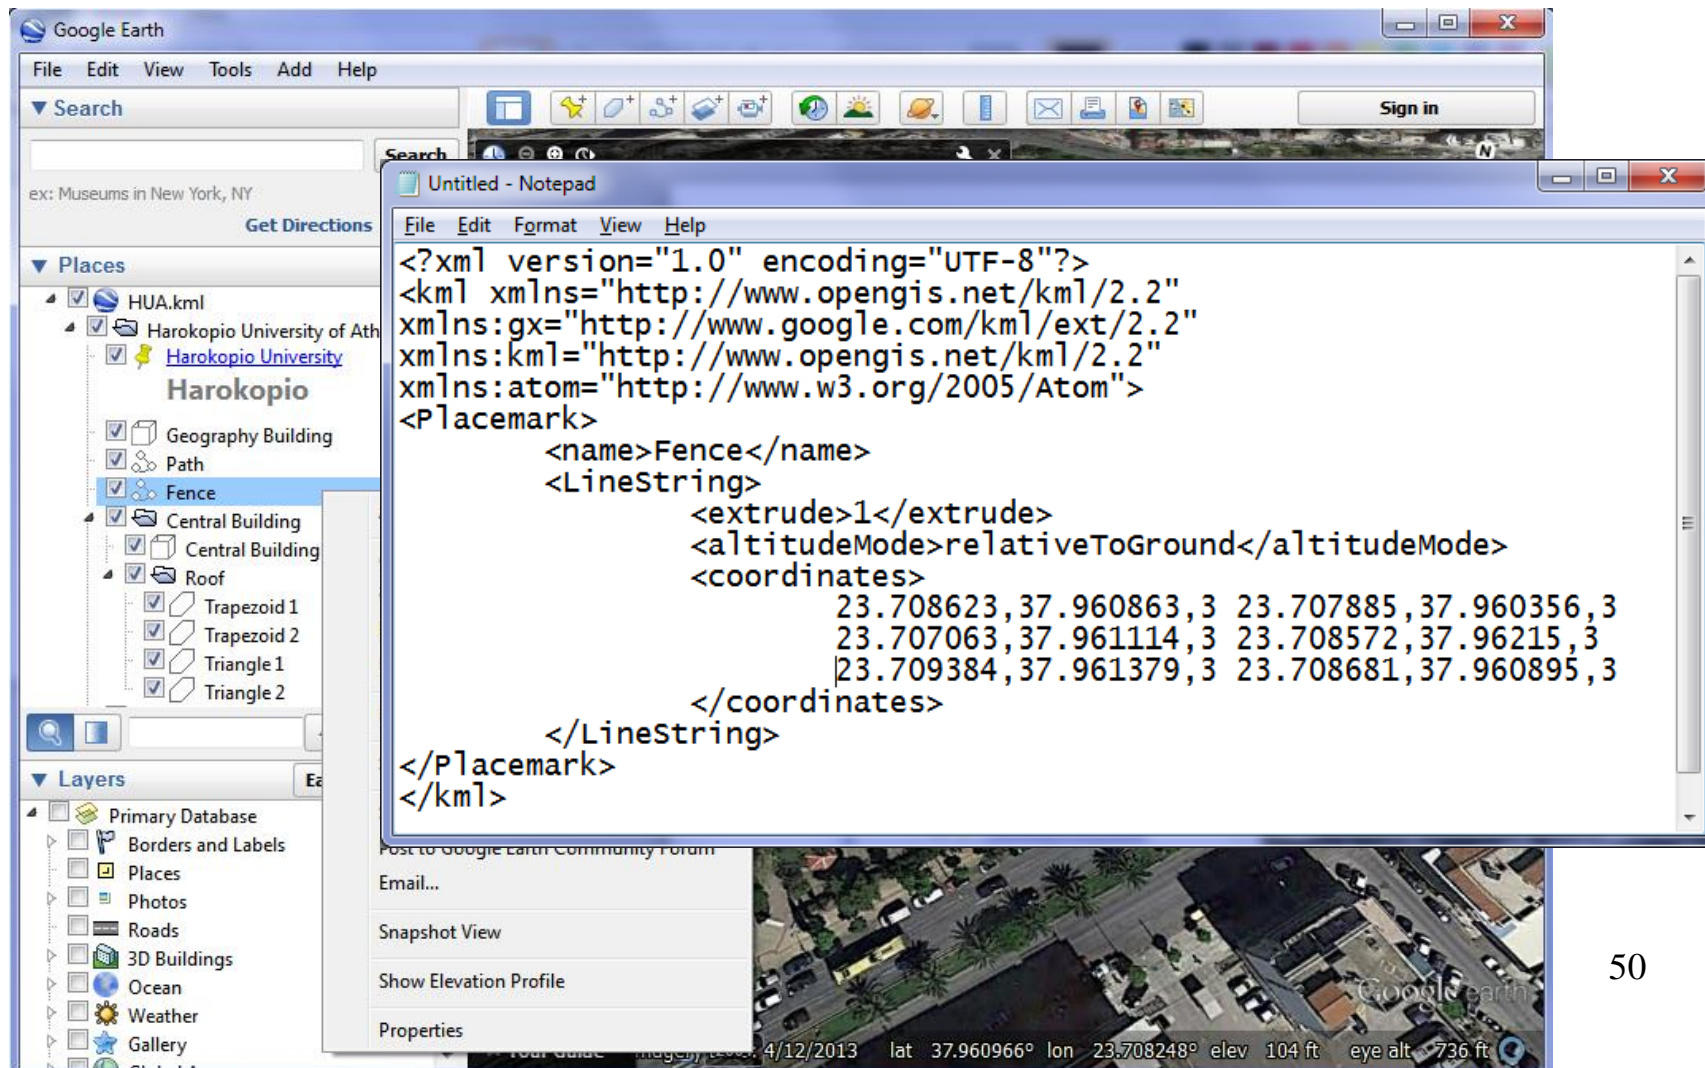 Google Earth
File Edit View Tools Add Help
Search
Sign in
Search
N
ex: Museums in New York, NY
Get Directions
Places
HUA.kml
Harokopio University of Ath
Harokopio University
Harokopio
Geography Building
Path
Fence
Central Building
Central Building
Roof
Trapezoid 1
Trapezoid 2
Triangle 1
Triangle 2
Layers
Ea
Primary Database
Borders and Labels
Places
Photos
Roads
3D Buildings
Ocean
Weather
Gallery
Untitled - Notepad
File Edit Format View Help
<?xml version="1.0" encoding="UTF-8"?>
<kml xmlns="http://www.opengis.net/kml/2.2"
xmlns:gx="http://www.google.com/kml/ext/2.2"
xmlns:kml="http://www.opengis.net/kml/2.2"
xmlns:atom="http://www.w3.org/2005/Atom">
<Placemark>
<name>Fence</name>
<LineString>
<extrude>1</extrude>
<altitudeMode>relativeToGround</altitudeMode>
<coordinates>
23.708623,37.960863,3 23.707885,37.960356,3
23.707063,37.961114,3 23.708572,37.96215,3
23.709384,37.961379,3 23.708681,37.960895,3
</coordinates>
</LineString>
</Placemark>
</kml>
Post to Google Earth Community Forum
Email...
Snapshot View
Show Elevation Profile
Properties
Google earth
4/12/2013 lat 37.960966° lon 23.708248° elev 104 ft eye alt 736 ft
50